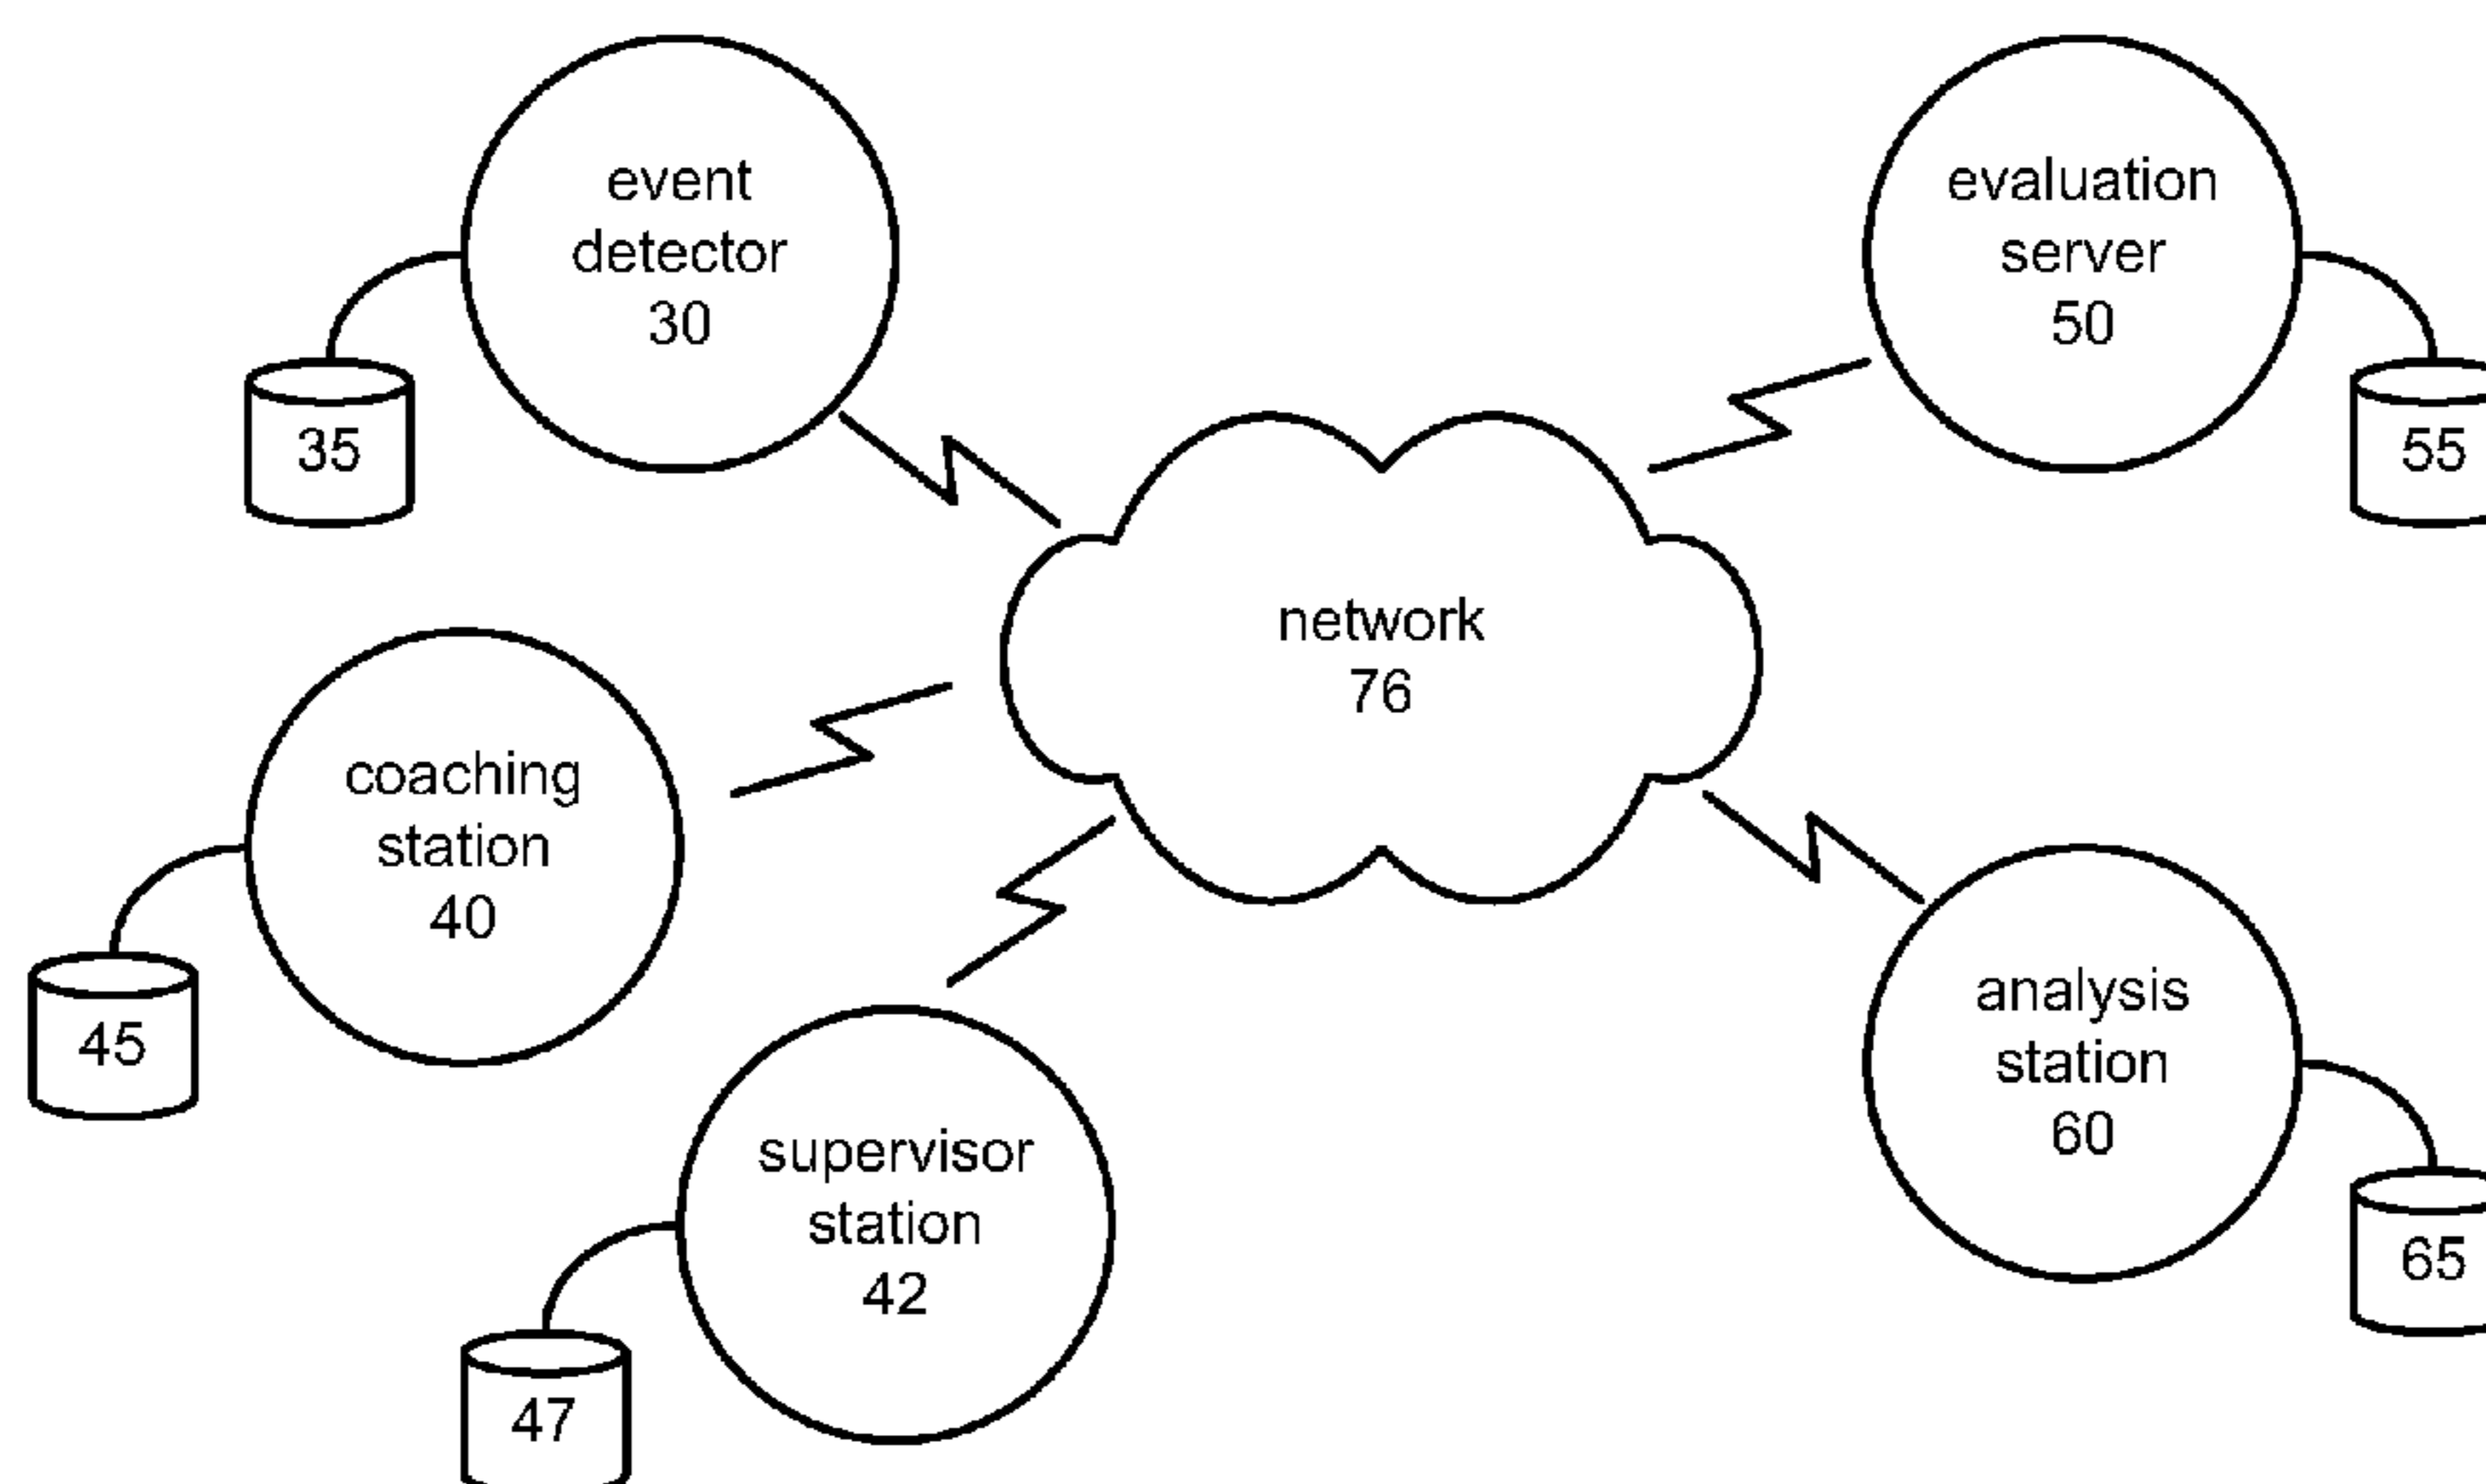 event
detector
30
35
evaluation
server
50
55
network
76
coaching
station
40
45
supervisor
station
42
47
analysis
station
60
65